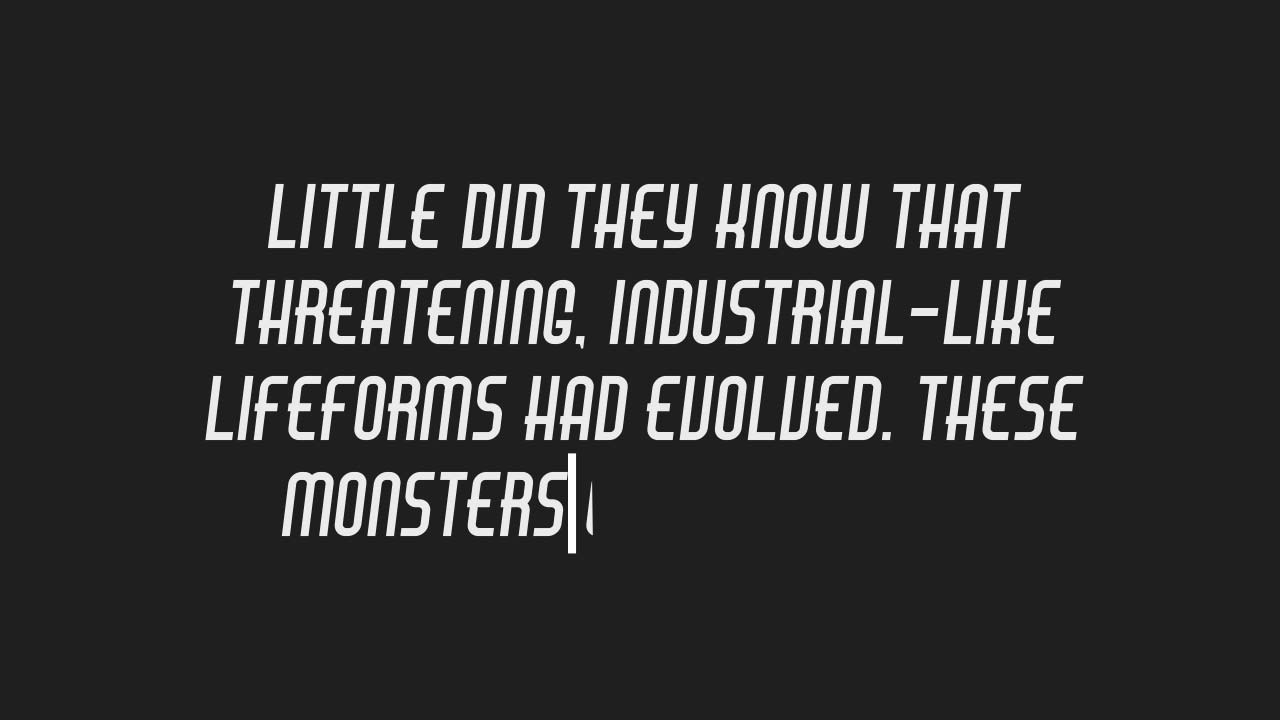 LITTLE DID THEY KNOW THAT
THREATENING, INDUSTRIAL-LIKE
LIFEFORMS HAD EVOLVED. THESE
MONSTERS